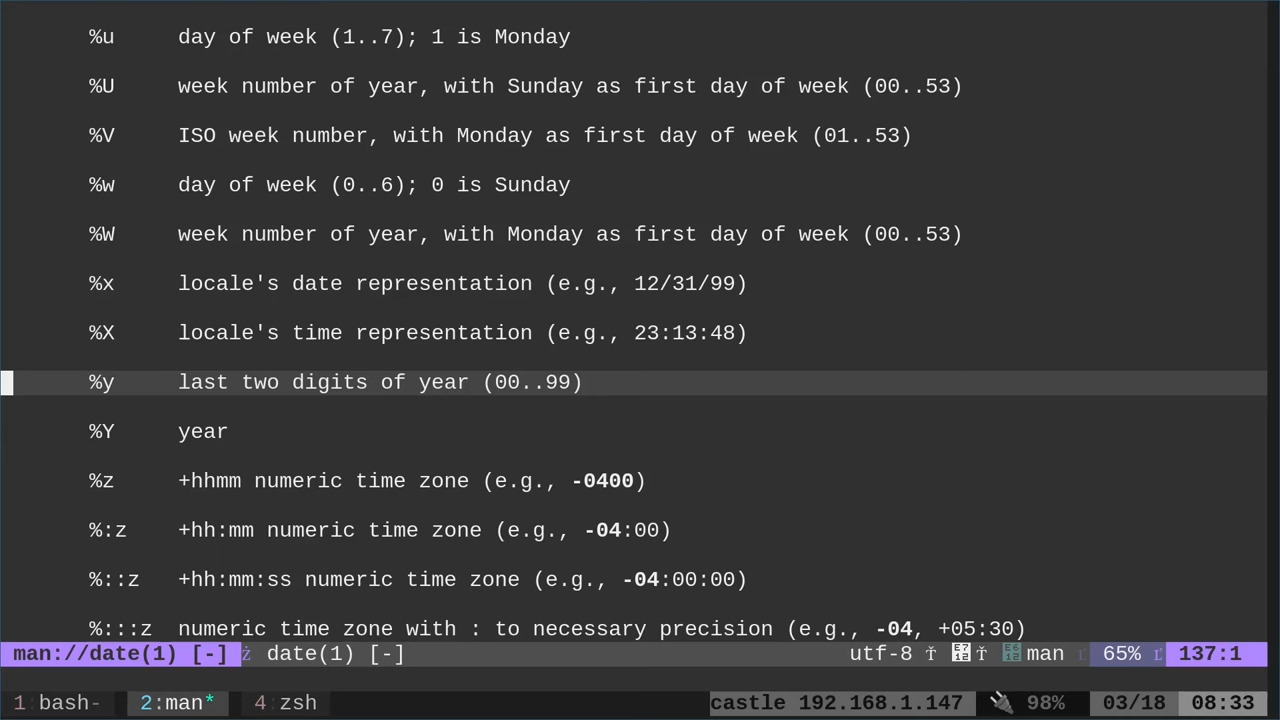 %u day of week (1..7); 1 is Monday
%U week number of year, with Sunday as first day of week (00..53)
%V ISO week number, with Monday as first day of week (01..53)
%w day of week (0..6); 0 is Sunday
%W week number of year, with Monday as first day of week (00..53)
%x locale's date representation (e.g., 12/31/99)
%X locale's time representation (e.g., 23:13:48)
%y last two digits of year (00..99)
%Y year
%z +hhmm numeric time zone (e.g., -0400)
%:z +hh:mm numeric time zone (e.g., -04:00)
%::z +hh:mm:ss numeric time zone (e.g., -04:00:00)
%:::z numeric time zone with : to necessary precision (e.g., -04, +05:30)
man://date(1) [-] ż date(1) [-] utf-8 Ť Ť man 65% 137:1
1:bash- 2:man* 4:zsh castle 192.168.1.147 98% 03/18 08:33